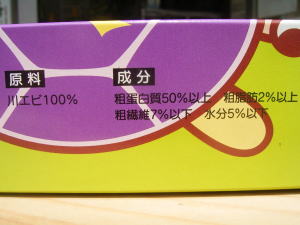 原料
川エビ100%
成分
粗蛋白質50%以上 粗脂肪2%以上
粗繊維7%以下 水分5%以下